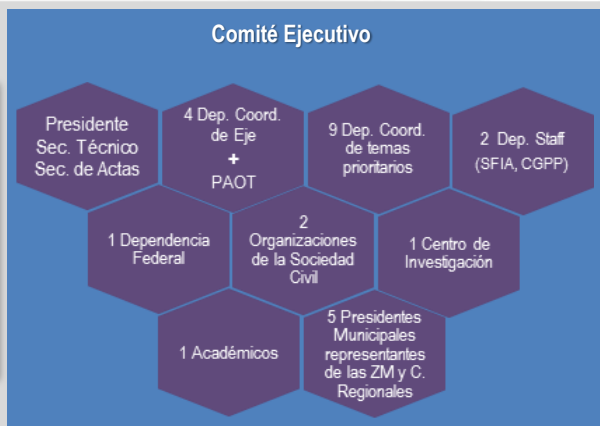 Comité Ejecutivo
Presidente
Sec. Técnico
Sec. de Actas
4 Dep. Coord.
de Eje
+
PAOT
9 Dep. Coord.
de temas
prioritarios
2 Dep. Staff
(SFIA, CGPP)
1 Dependencia
Federal
2
Organizaciones
de la Sociedad
Civil
1 Centro de
Investigación
1 Académicos
5 Presidentes
Municipales
representantes
de las ZM y C.
Regionales